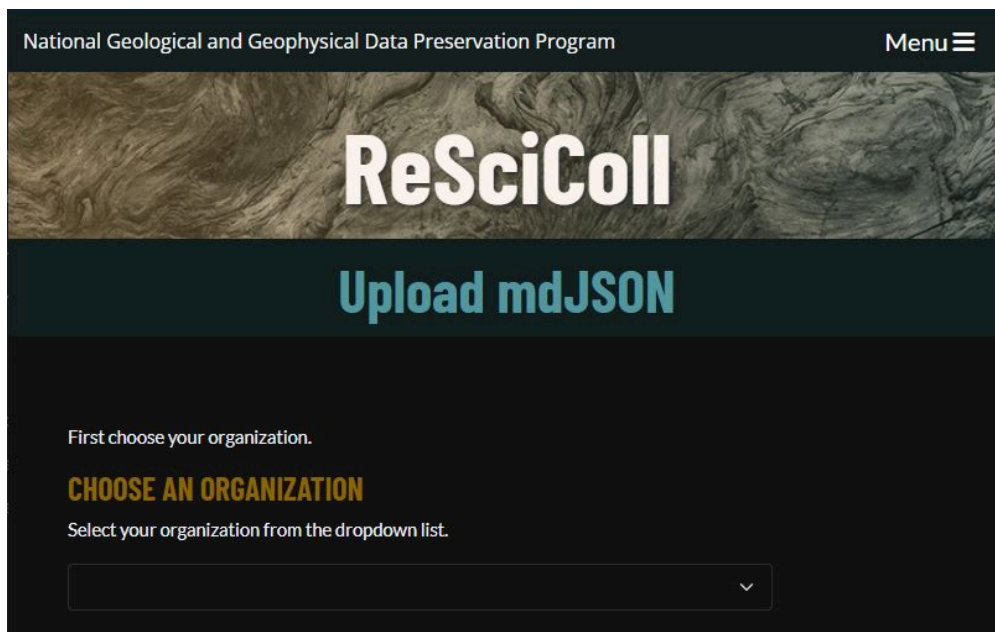 National Geological and Geophysical Data Preservation Program
Menu
ReSciColl
Upload mdJSON
First choose your organization.
CHOOSE AN ORGANIZATION
Select your organization from the dropdown list.